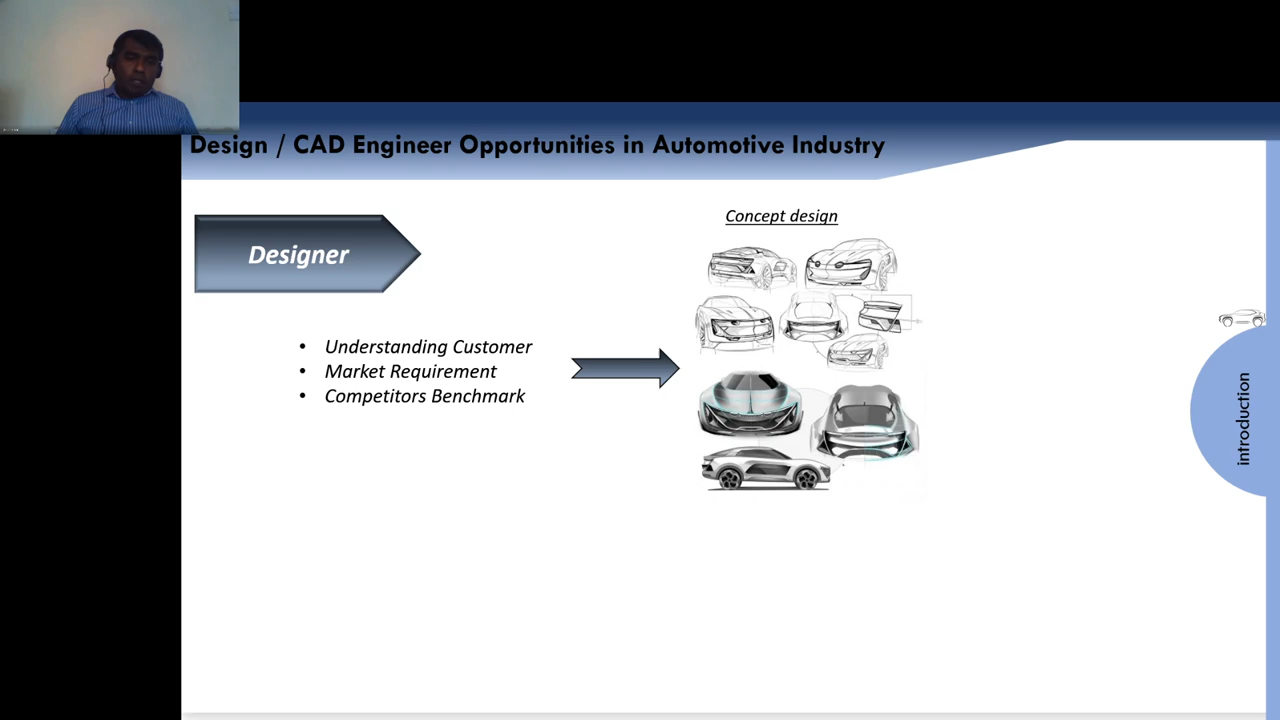 Design / CAD Engineer Opportunities in Automotive Industry
Concept design
Designer
• Understanding Customer
• Market Requirement
• Competitors Benchmark
introduction